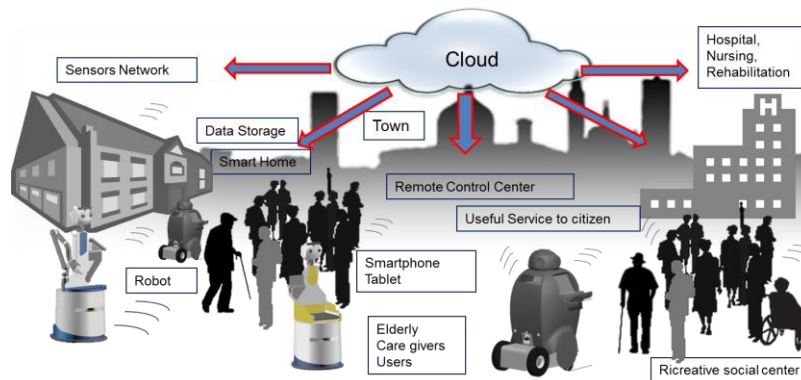 Cloud
Hospital,
Nursing,
Rehabilitation
Sensors Network
Data Storage
Town
Smart Home
Remote Control Center
Useful Service to citizen
H
Robot
Smartphone
Tablet
Elderly
Care givers
Users
Ricreative social center